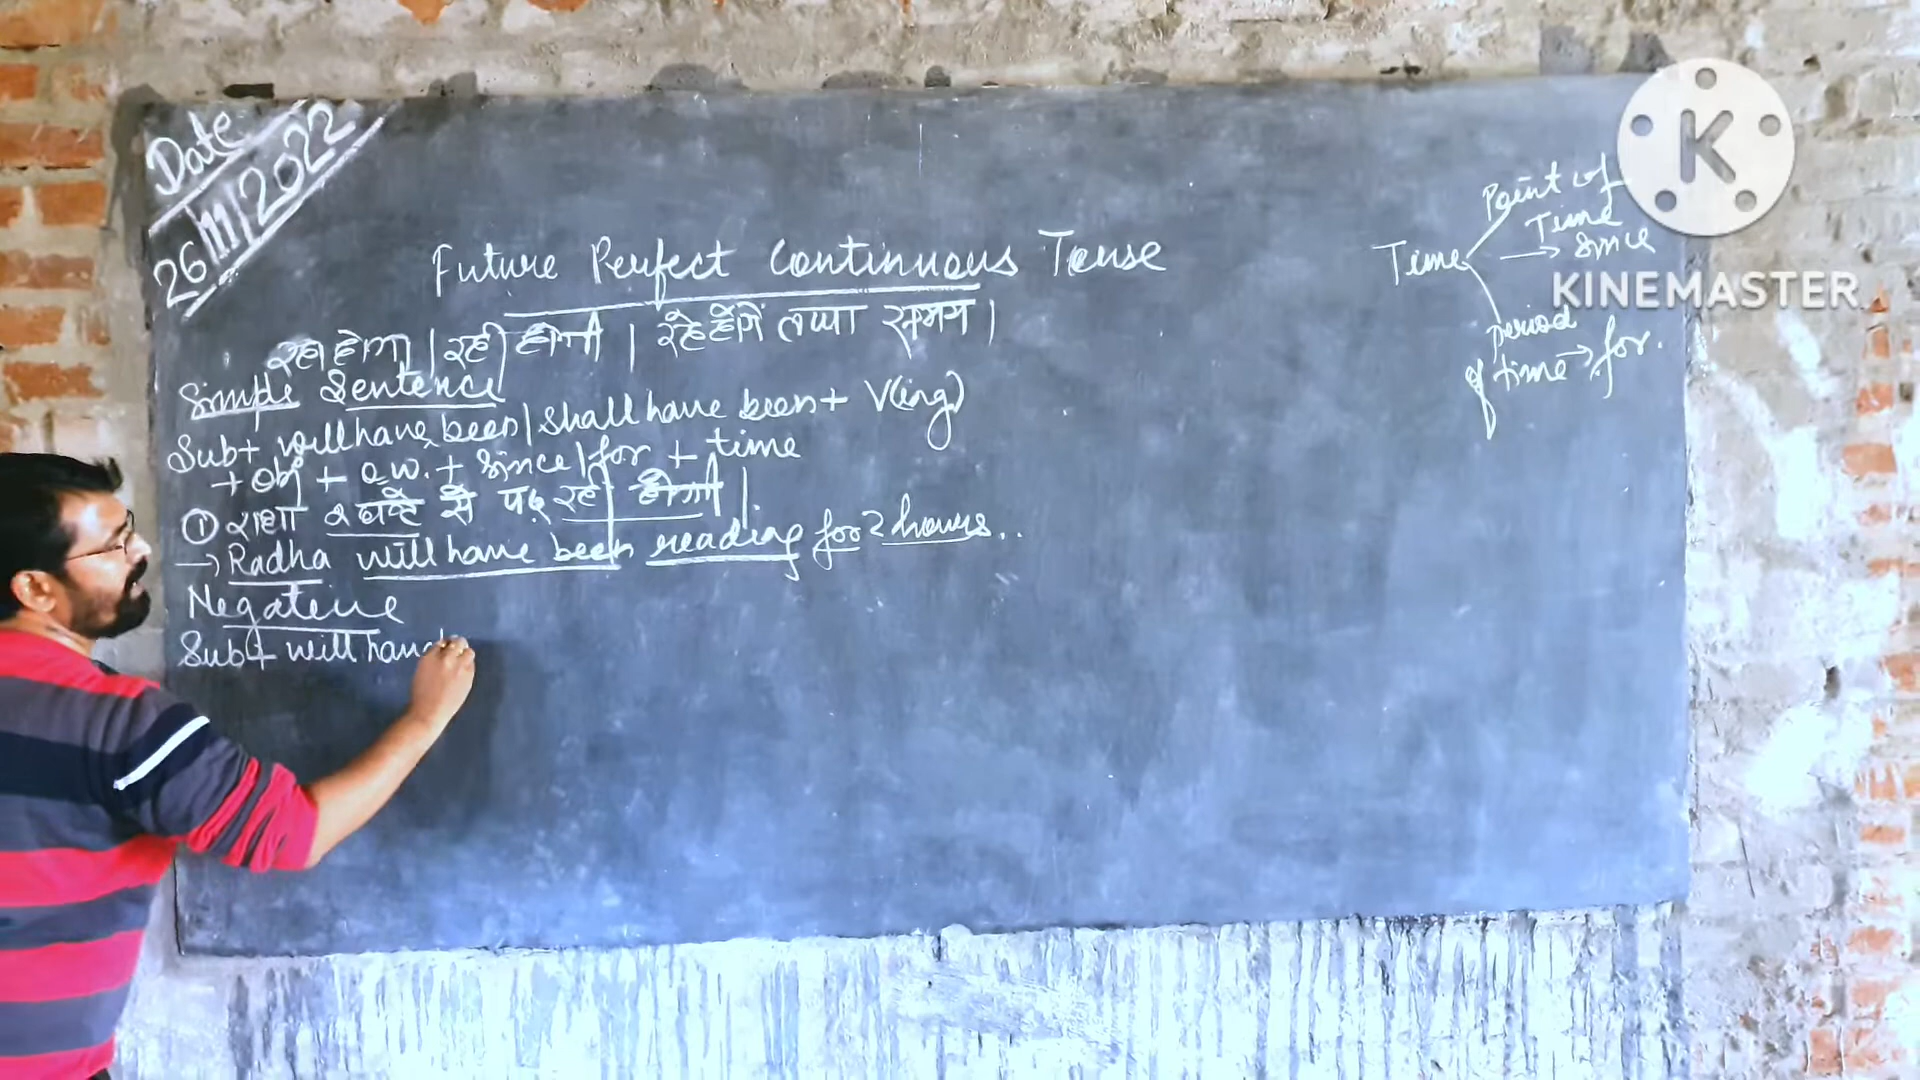 Date
26/11/2022
Future Perfect Continuous Tense
रहा होगा | रही होगी | रहे होंगे तथा समय |
Simple Sentence
Sub + will have been | shall have been + V(ing)
+ obj + o.w. + since | for + time
① राधा २ घण्टे से पढ़ रही होगी |
→ Radha will have been reading for 2 hours..
Negative
Sub + will have
Time
Point of
Time
→ Since
period
of time → for.
K
KINEMASTER